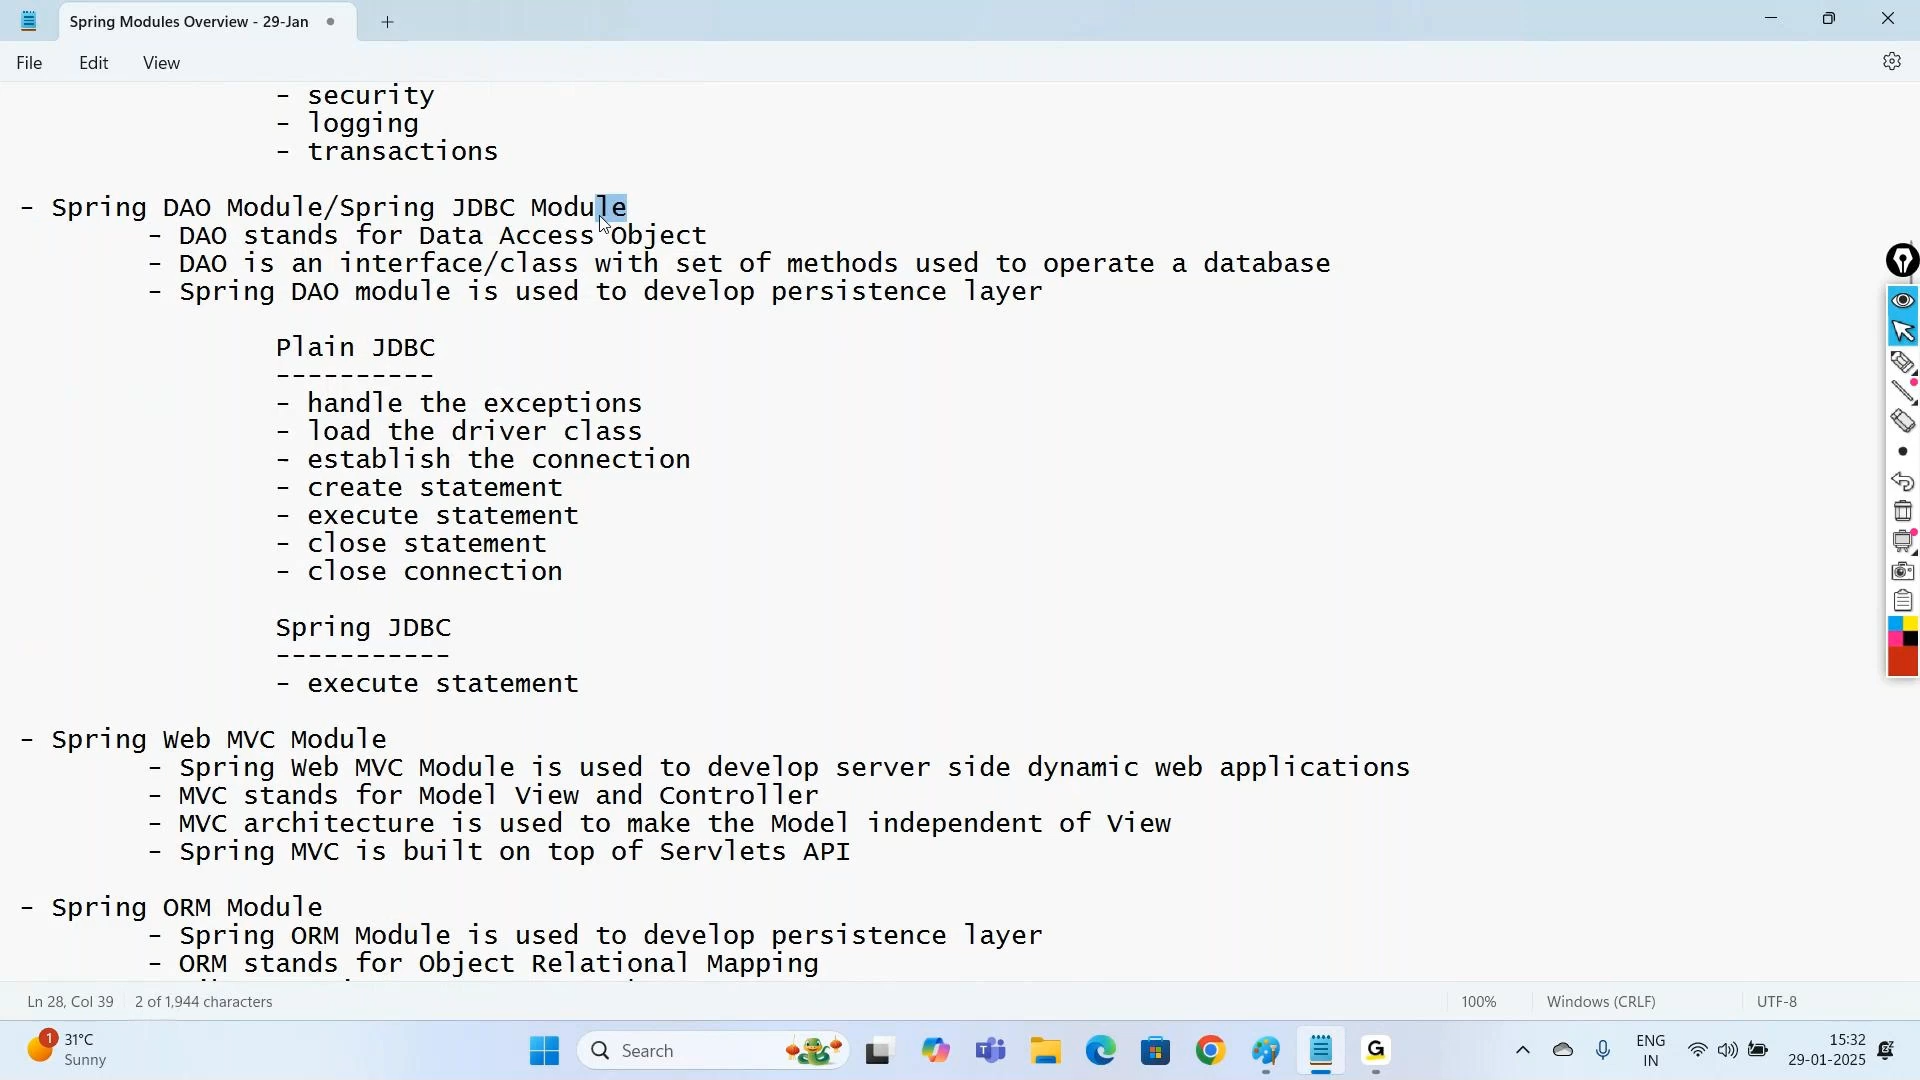 Spring Modules Overview - 29-Jan
File Edit View
- security
- logging
- transactions
- Spring DAO Module/Spring JDBC Module
- DAO stands for Data Access Object
- DAO is an interface/class with set of methods used to operate a database
- Spring DAO module is used to develop persistence layer
Plain JDBC
----------
- handle the exceptions
- load the driver class
- establish the connection
- create statement
- execute statement
- close statement
- close connection
Spring JDBC
-----------
- execute statement
- Spring Web MVC Module
- Spring Web MVC Module is used to develop server side dynamic web applications
- MVC stands for Model View and Controller
- MVC architecture is used to make the Model independent of View
- Spring MVC is built on top of Servlets API
- Spring ORM Module
- Spring ORM Module is used to develop persistence layer
- ORM stands for Object Relational Mapping
Ln 28, Col 39 2 of 1,944 characters 100% Windows (CRLF) UTF-8
1 31°C
Sunny
Search
ENG
IN
15:32
29-01-2025